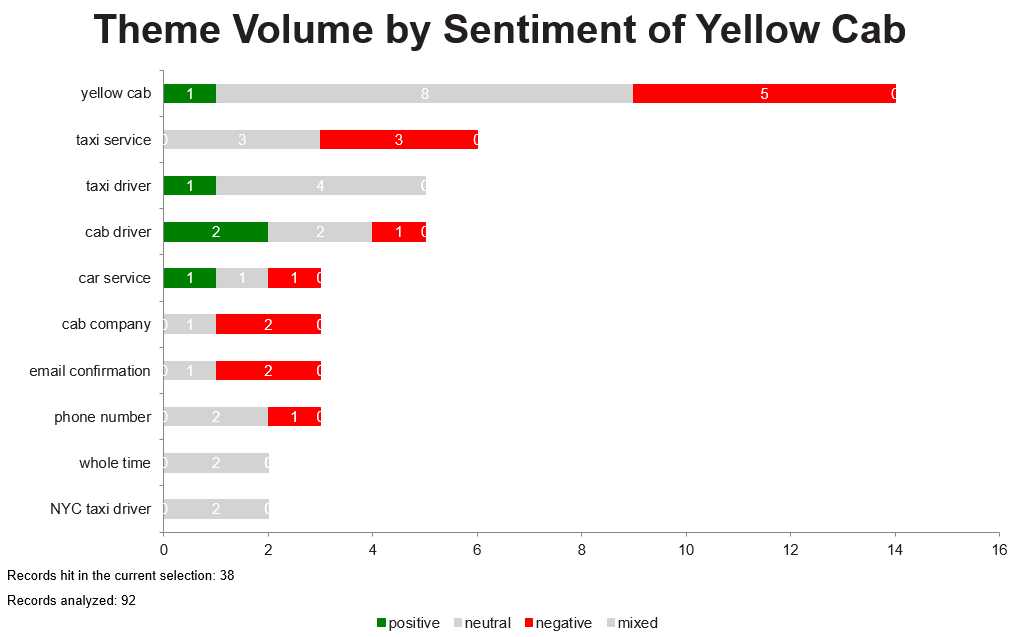 Theme Volume by Sentiment of Yellow Cab
yellow cab 1 8 5 0
taxi service 0 3 3 0
taxi driver 1 4 0
cab driver 2 2 1 0
car service 1 1 1 0
cab company 0 1 2 0
email confirmation 0 1 2 0
phone number 0 2 1 0
whole time 0 2 0
NYC taxi driver 0 2 0
0 2 4 6 8 10 12 14 16
Records hit in the current selection: 38
Records analyzed: 92
positive neutral negative mixed